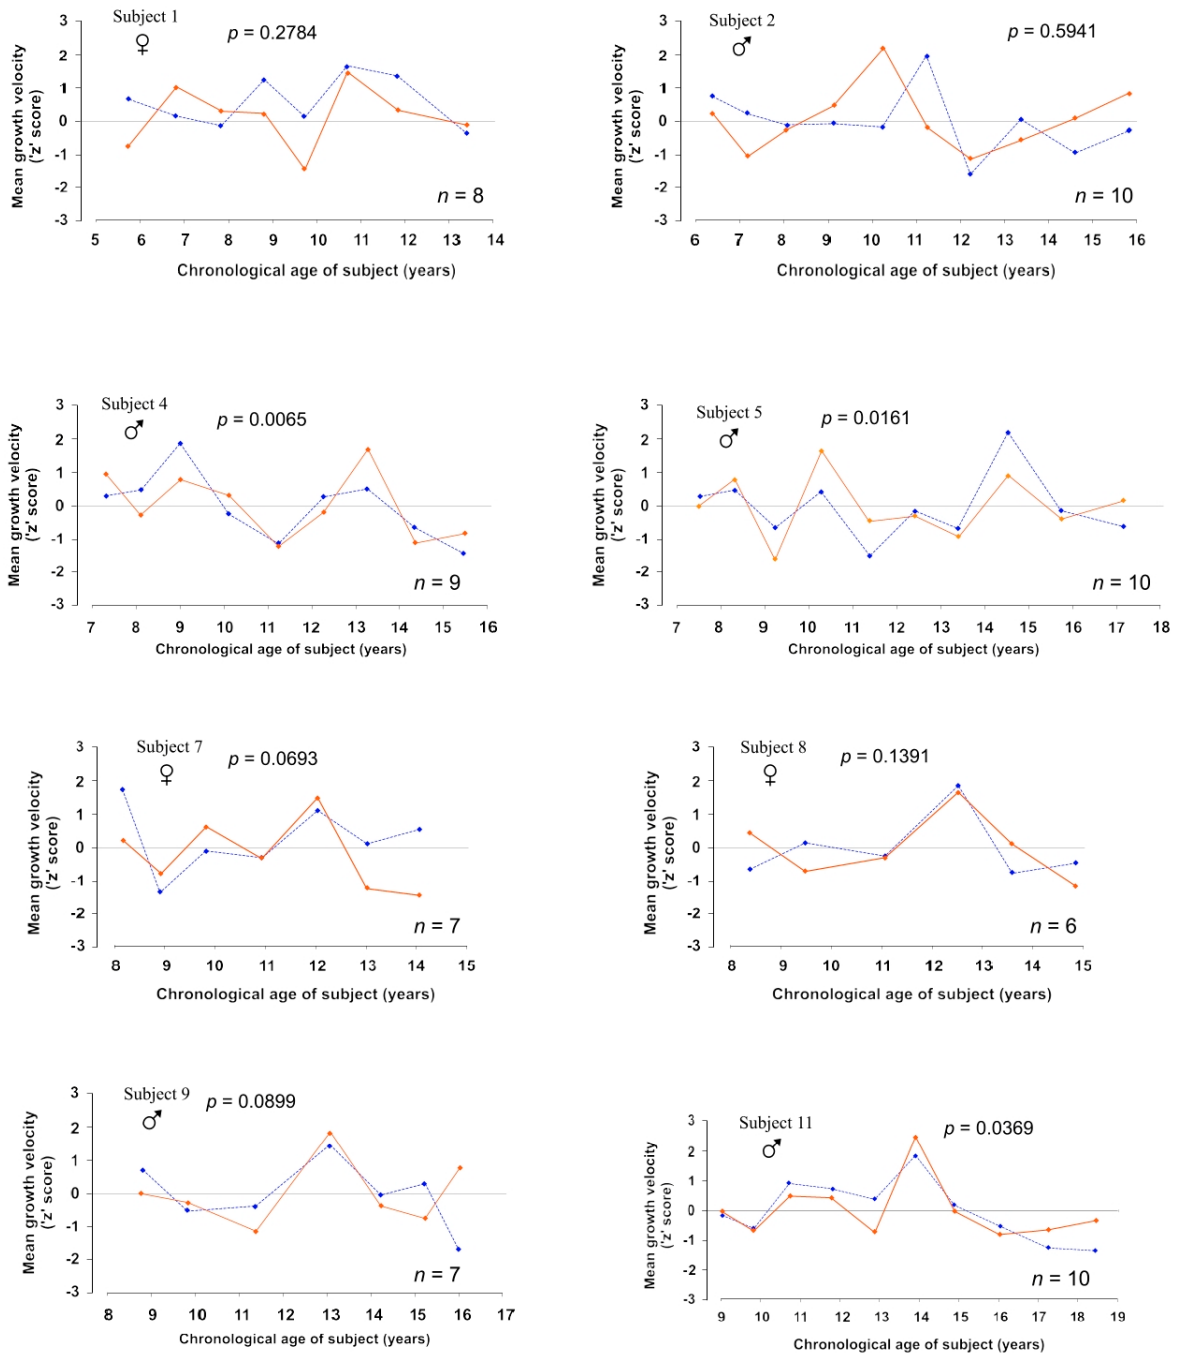 Subject 1
♀
p = 0.2784
3
2
1
0
-1
-2
-3
Mean growth velocity
('z' score)
n = 8
5 6 7 8 9 10 11 12 13 14
Chronological age of subject (years)
Subject 2
♂
p = 0.5941
3
2
1
0
-1
-2
-3
Mean growth velocity
('z' score)
n = 10
6 7 8 9 10 11 12 13 14 15 16
Chronological age of subject (years)
Subject 4
♂
p = 0.0065
3
2
1
0
-1
-2
-3
Mean growth velocity
('z' score)
n = 9
7 8 9 10 11 12 13 14 15 16
Chronological age of subject (years)
Subject 5
♂
p = 0.0161
3
2
1
0
-1
-2
-3
Mean growth velocity
('z' score)
n = 10
7 8 9 10 11 12 13 14 15 16 17 18
Chronological age of subject (years)
Subject 7
♀
p = 0.0693
3
2
1
0
-1
-2
-3
Mean growth velocity
('z' score)
n = 7
8 9 10 11 12 13 14 15
Chronological age of subject (years)
Subject 8
♀
p = 0.1391
3
2
1
0
-1
-2
-3
Mean growth velocity
('z' score)
n = 6
8 9 10 11 12 13 14 15
Chronological age of subject (years)
Subject 9
♂
p = 0.0899
3
2
1
0
-1
-2
-3
Mean growth velocity
('z' score)
n = 7
8 9 10 11 12 13 14 15 16 17
Chronological age of subject (years)
Subject 11
♂
p = 0.0369
3
2
1
0
-1
-2
-3
Mean growth velocity
('z' score)
n = 10
9 10 11 12 13 14 15 16 17 18 19
Chronological age of subject (years)